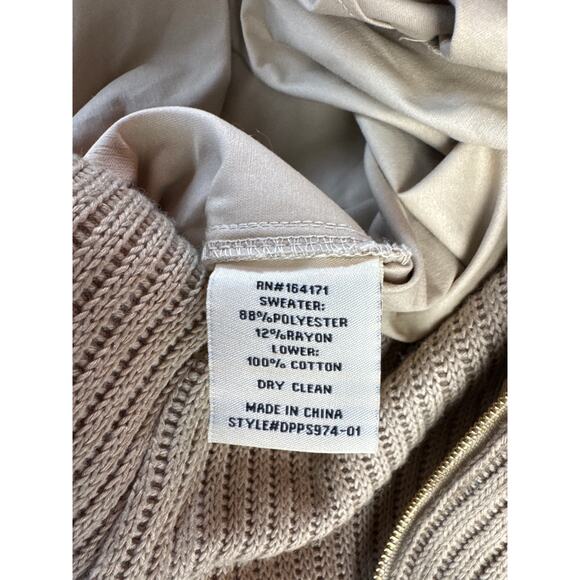 RN#164171
SWEATER:
88%POLYESTER
12%RAYON
LOWER:
100% COTTON
DRY CLEAN
MADE IN CHINA
STYLE#DPPS974-01